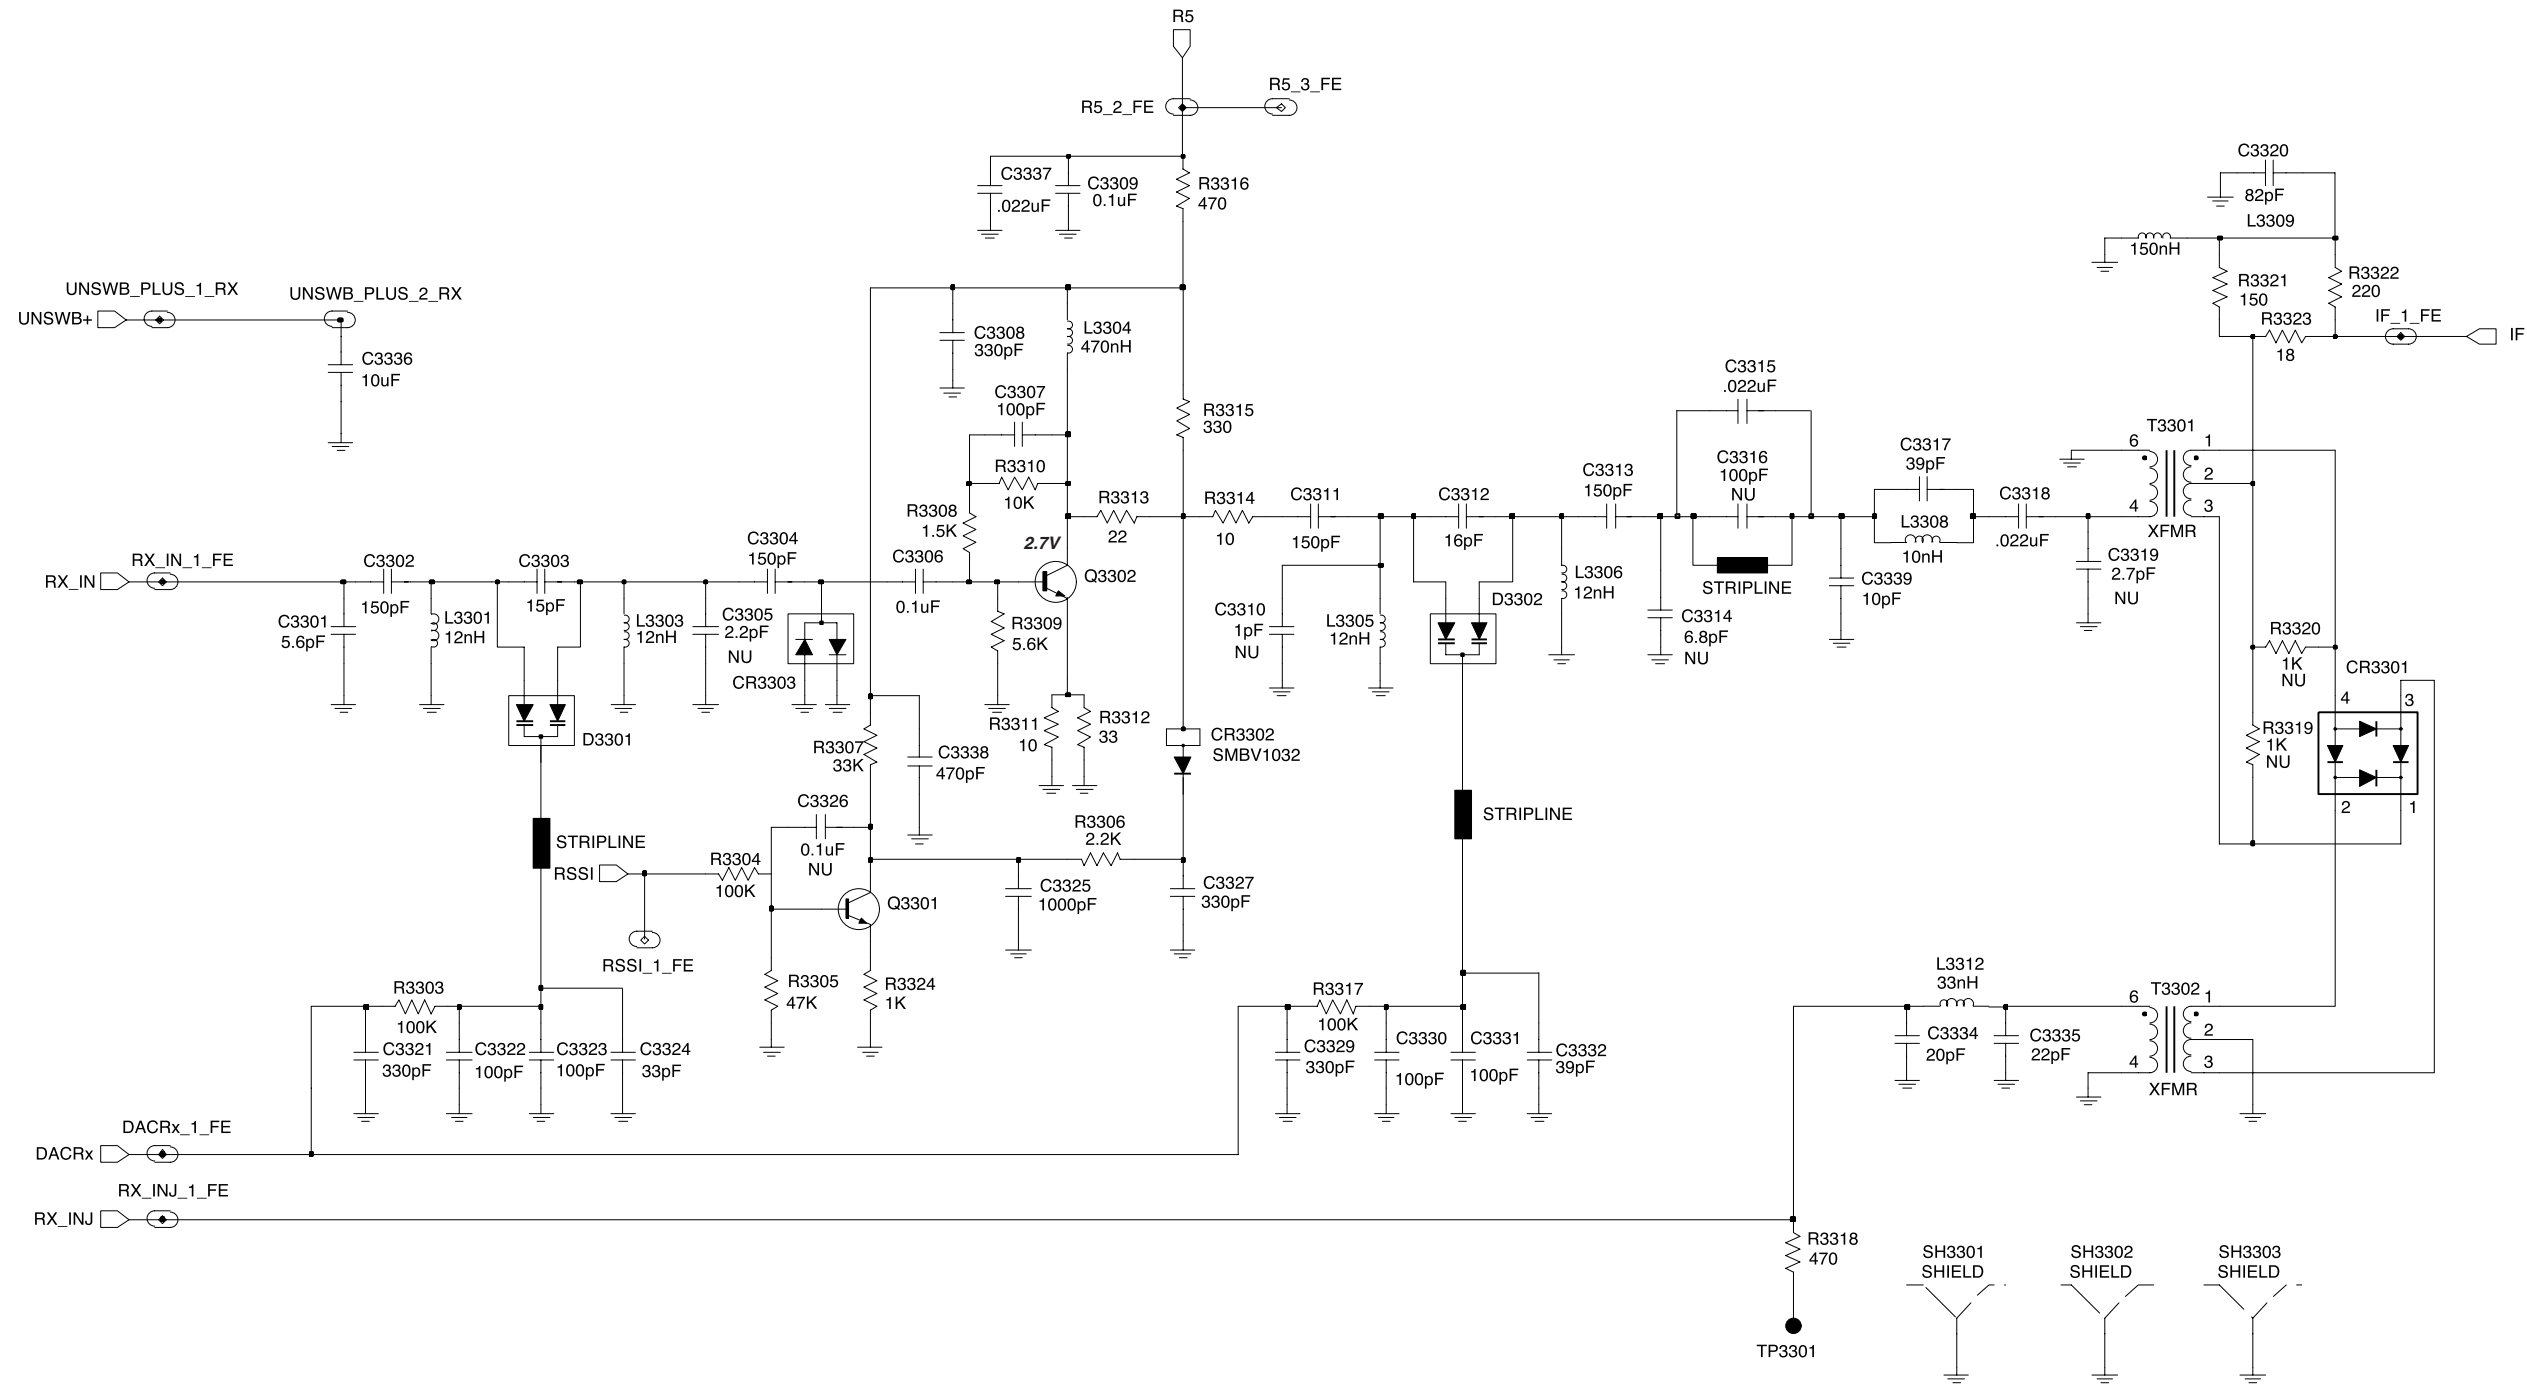 R5
R5_2_FE
R5_3_FE
C3337
.022uF
C3309
0.1uF
R3316
470
C3320
82pF
L3309
150nH
R3321
150
R3322
220
R3323
18
IF_1_FE
IF
UNSWB_PLUS_1_RX
UNSWB_PLUS_2_RX
UNSWB+
C3336
10uF
C3308
330pF
L3304
470nH
C3307
100pF
R3310
10K
R3308
1.5K
2.7V
R3315
330
R3313
22
R3314
10
C3311
150pF
C3312
16pF
C3313
150pF
C3315
.022uF
C3316
100pF
NU
STRIPLINE
C3317
39pF
L3308
10nH
C3318
.022uF
T3301
6
1
2
4
3
XFMR
C3319
2.7pF
NU
RX_IN_1_FE
RX_IN
C3302
150pF
C3301
5.6pF
L3301
12nH
C3303
15pF
L3303
12nH
C3305
2.2pF
NU
C3304
150pF
CR3303
C3306
0.1uF
Q3302
R3309
5.6K
R3311
10
R3312
33
C3310
1pF
NU
L3305
12nH
D3302
L3306
12nH
C3314
6.8pF
NU
C3339
10pF
R3320
1K
NU
CR3301
4
3
R3319
1K
NU
2
1
D3301
STRIPLINE
R3307
33K
C3338
470pF
CR3302
SMBV1032
STRIPLINE
C3326
0.1uF
NU
R3306
2.2K
RSSI
R3304
100K
RSSI_1_FE
Q3301
C3325
1000pF
C3327
330pF
R3305
47K
R3324
1K
R3303
100K
C3321
330pF
C3322
100pF
C3323
100pF
C3324
33pF
R3317
100K
C3329
330pF
C3330
100pF
C3331
100pF
C3332
39pF
L3312
33nH
C3334
20pF
C3335
22pF
T3302
6
1
2
4
3
XFMR
DACRx_1_FE
DACRx
RX_INJ_1_FE
RX_INJ
R3318
470
TP3301
SH3301
SHIELD
SH3302
SHIELD
SH3303
SHIELD